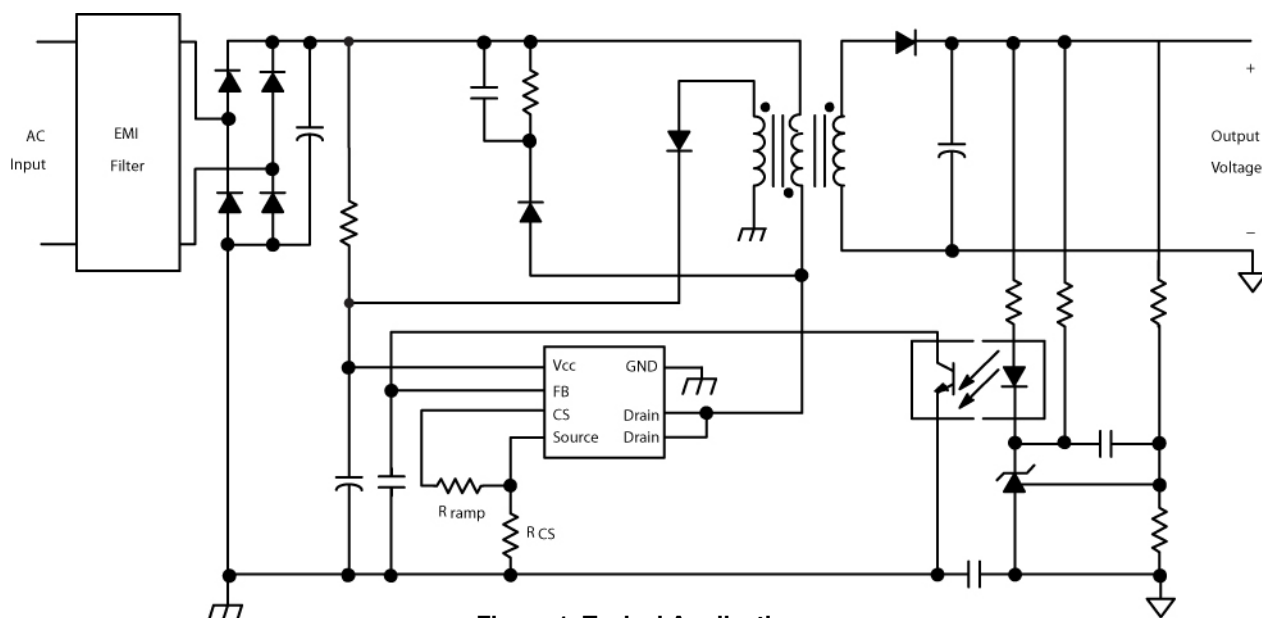 AC
Input
EMI
Filter
+
Output
Voltage
−
Vcc
GND
FB
CS
Drain
Source
Drain
R ramp
R CS